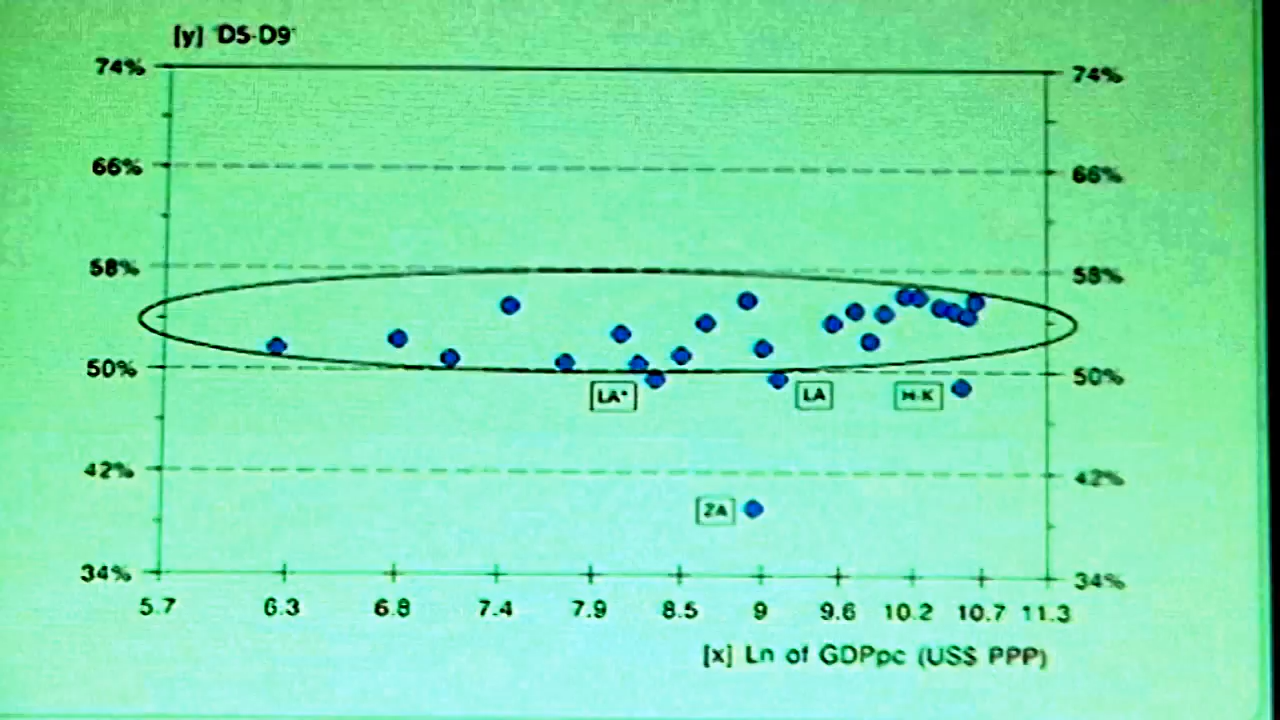 [y] 'D5-D9'
74% 74%
66% 66%
58% 58%
50% 50%
LA* LA H-K
42% 42%
ZA
34% 34%
5.7 6.3 6.8 7.4 7.9 8.5 9 9.6 10.2 10.7 11.3
[x] Ln of GDPpc (US$ PPP)